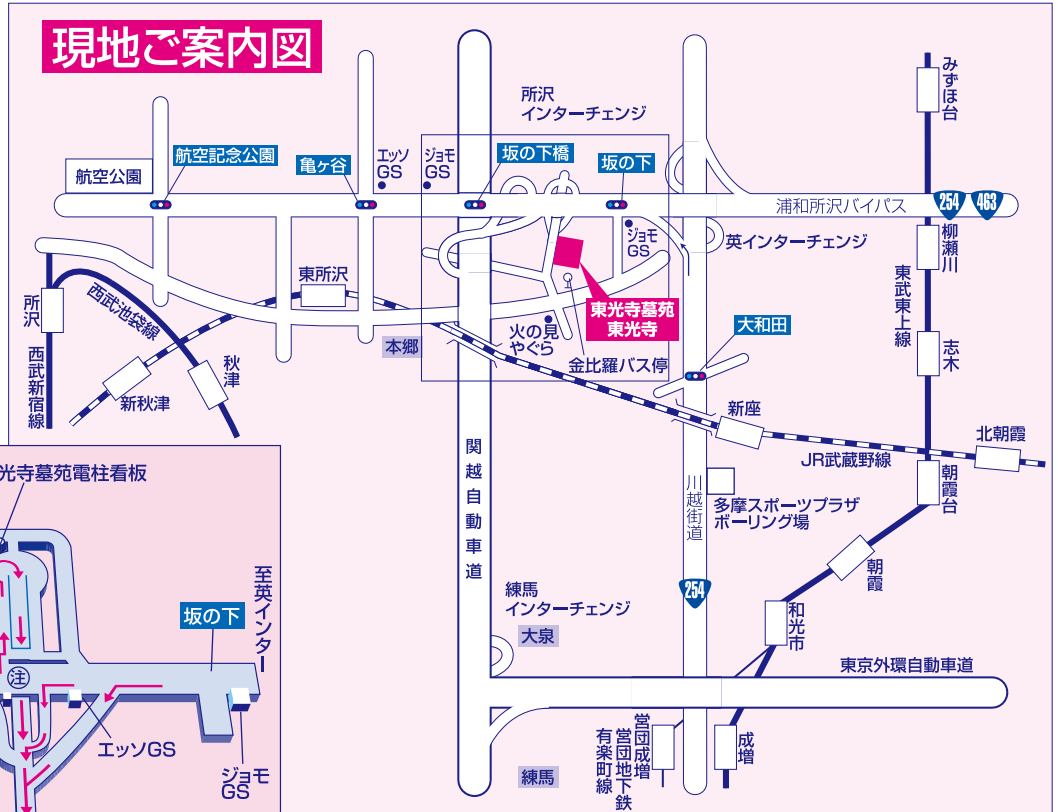 現地ご案内図
所沢
インターチェンジ
みずほ台
航空公園
航空記念公園
亀ヶ谷
エッソ
GS
ジョモ
GS
坂の下橋
坂の下
浦和所沢バイパス
254
463
ジョモ
GS
英インターチェンジ
柳瀬川
東武東上線
志木
所沢
西武池袋線
西武新宿線
東所沢
新秋津
秋津
本郷
火の見
やぐら
東光寺墓苑
東光寺
金比羅バス停
大和田
新座
JR武蔵野線
北朝霞
朝霞台
朝霞
和光市
関越自動車道
川越街道
多摩スポーツプラザ
ボーリング場
254
練馬
インターチェンジ
大泉
東京外環自動車道
練馬
営団成増
営団地下鉄
有楽町線
成増
光寺墓苑電柱看板
至英インター
坂の下
注
エッソGS
ジョモ
GS